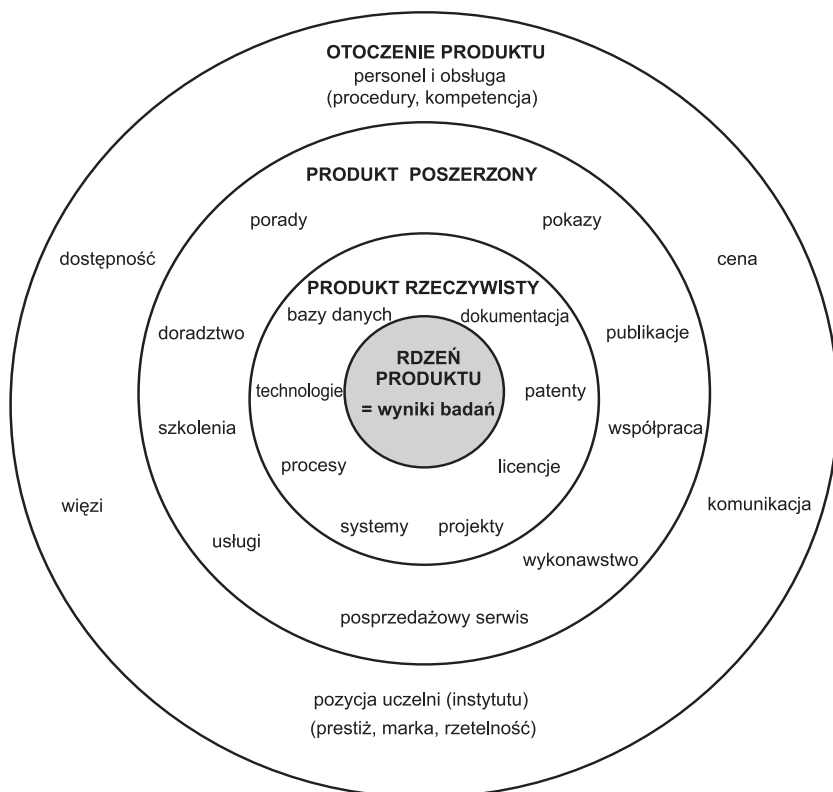 OTOCZENIE PRODUKTU
personel i obsługa
(procedury, kompetencja)
PRODUKT POSZERZONY
porady
pokazy
dostępność
cena
PRODUKT RZECZYWISTY
bazy danych
dokumentacja
doradztwo
publikacje
RDZEŃ
PRODUKTU
= wyniki badań
technologie
patenty
szkolenia
współpraca
procesy
licencje
więzi
komunikacja
systemy
projekty
usługi
wykonawstwo
posprzedażowy serwis
pozycja uczelni (instytutu)
(prestiż, marka, rzetelność)